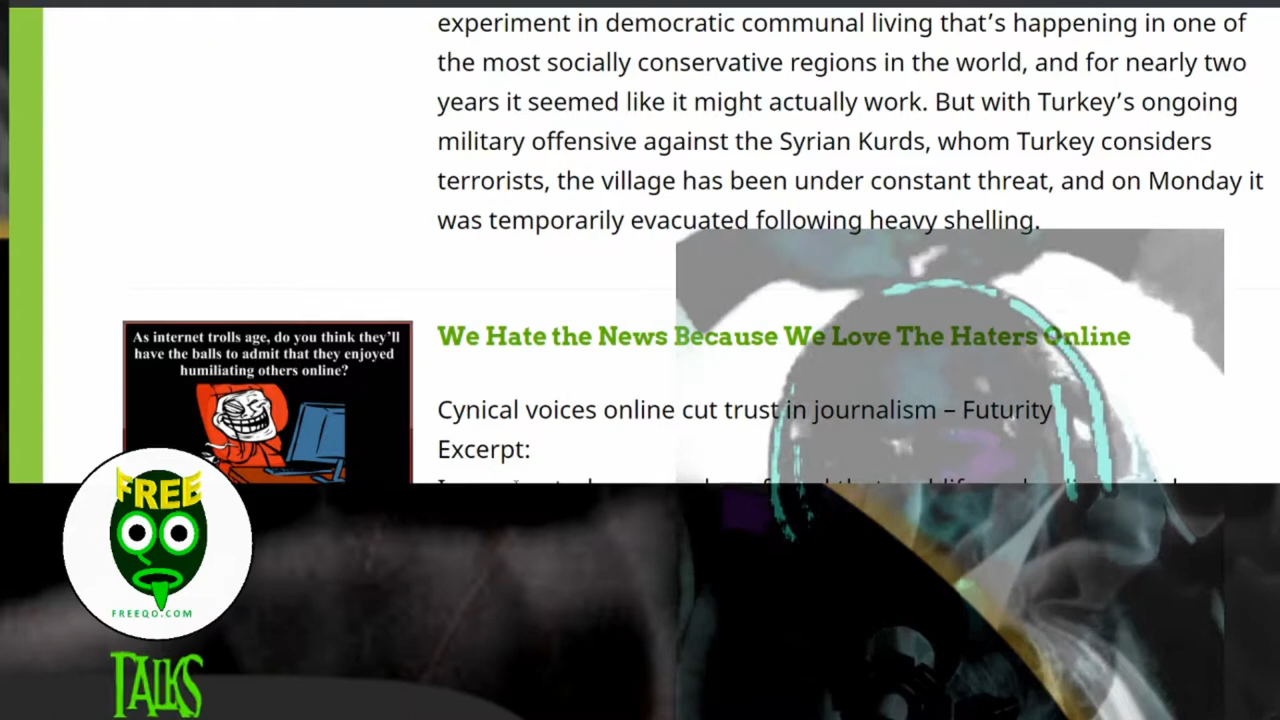 experiment in democratic communal living that's happening in one of
the most socially conservative regions in the world, and for nearly two
years it seemed like it might actually work. But with Turkey's ongoing
military offensive against the Syrian Kurds, whom Turkey considers
terrorists, the village has been under constant threat, and on Monday it
was temporarily evacuated following heavy shelling.
As internet trolls age, do you think they'll
have the balls to admit that they enjoyed
humiliating others online?
We Hate the News Because We Love The Haters Online
Cynical voices online cut trust in journalism – Futurity
Excerpt:
FREE
FREEQO.COM
TALKS